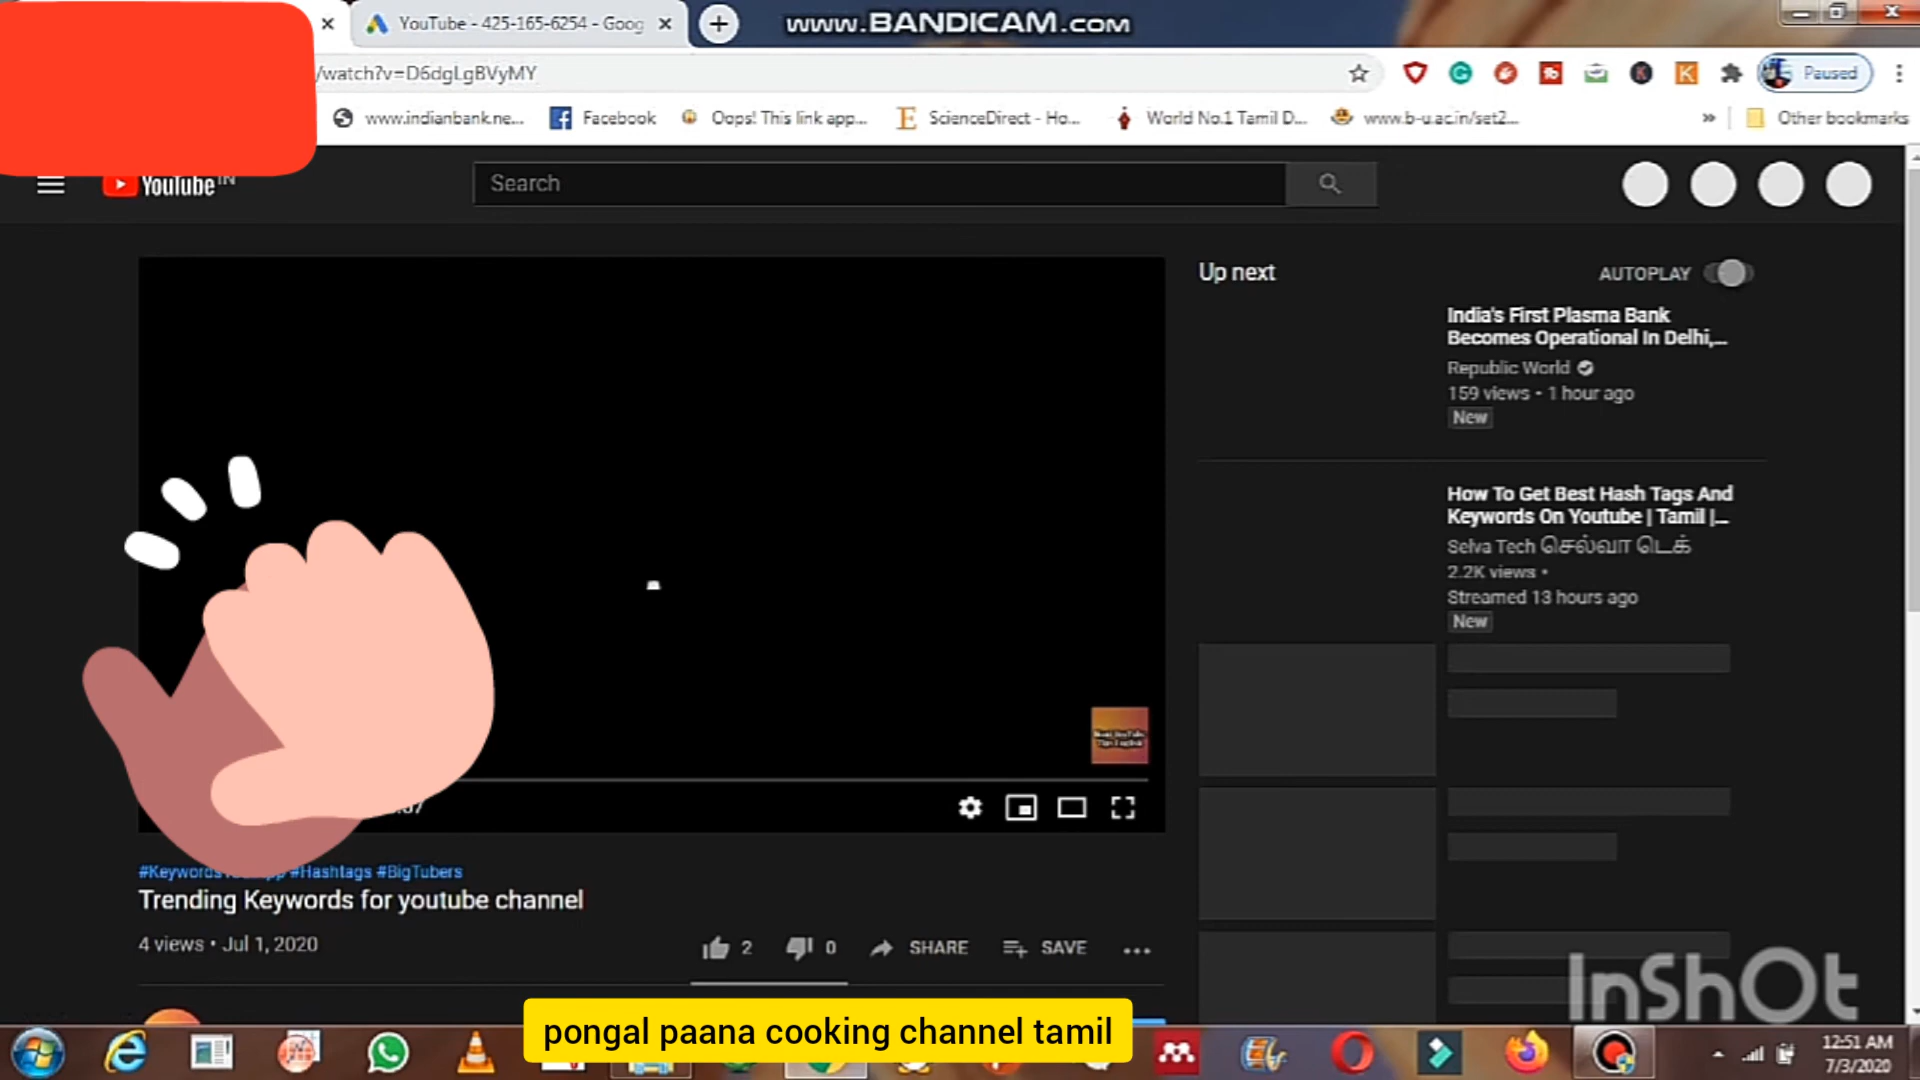 YouTube - 425-165-6254 - Goog
www.BANDICAM.com
/watch?v=D6dgLgBVyMY
Paused
www.indianbank.ne...
Facebook
Oops! This link app...
ScienceDirect - Ho...
World No.1 Tamil D...
www.b-u.ac.in/set2...
»
Other bookmarks
YouTube IN
Search
Up next
AUTOPLAY
India's First Plasma Bank
Becomes Operational In Delhi,...
Republic World
159 views • 1 hour ago
New
How To Get Best Hash Tags And
Keywords On Youtube | Tamil |...
Selva Tech செல்வா டெக்
2.2K views •
Streamed 13 hours ago
New
#Keywords #Hashtags #BigTubers
Trending Keywords for youtube channel
4 views • Jul 1, 2020
2
0
SHARE
SAVE
InShOt
pongal paana cooking channel tamil
12:51 AM
7/3/2020